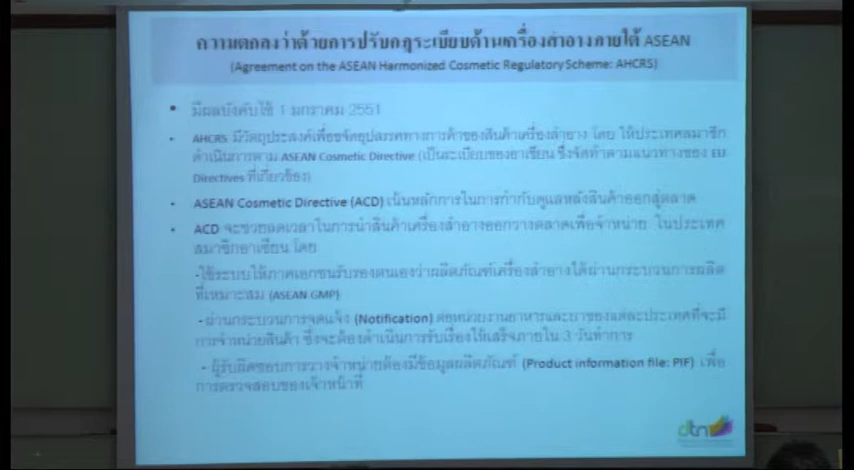 ความตกลงว่าด้วยการปรับกฎระเบียบด้านเครื่องสำอางภายใต้ ASEAN
(Agreement on the ASEAN Harmonized Cosmetic Regulatory Scheme: AHCRS)
▪ มีผลบังคับใช้ 1 มกราคม 2551
• AHCRS มีวัตถุประสงค์เพื่อขจัดอุปสรรคทางการค้าของสินค้าเครื่องสำอาง โดย ให้ประเทศสมาชิก
ดำเนินการตาม ASEAN Cosmetic Directive (เป็นระเบียบของอาเซียน ซึ่งจัดทำตามแนวทางของ EU
Directives ที่เกี่ยวข้อง)
• ASEAN Cosmetic Directive (ACD) เน้นหลักการในการกำกับดูแลหลังสินค้าออกสู่ตลาด
• ACD จะช่วยลดเวลาในการนำสินค้าเครื่องสำอางออกวางตลาดเพื่อจำหน่าย ในประเทศ
สมาชิกอาเซียน โดย
-ใช้ระบบให้ภาคเอกชนรับรองตนเองว่าผลิตภัณฑ์เครื่องสำอางได้ผ่านกระบวนการผลิต
ที่เหมาะสม (ASEAN GMP)
- ผ่านกระบวนการจดแจ้ง (Notification) ต่อหน่วยงานอาหารและยาของแต่ละประเทศที่จะมี
การจำหน่ายสินค้า ซึ่งจะต้องดำเนินการรับเรื่องให้เสร็จภายใน 3 วันทำการ
- ผู้รับผิดชอบการวางจำหน่ายต้องมีข้อมูลผลิตภัณฑ์ (Product information file: PIF) เพื่อ
การตรวจสอบของเจ้าหน้าที่
dtn